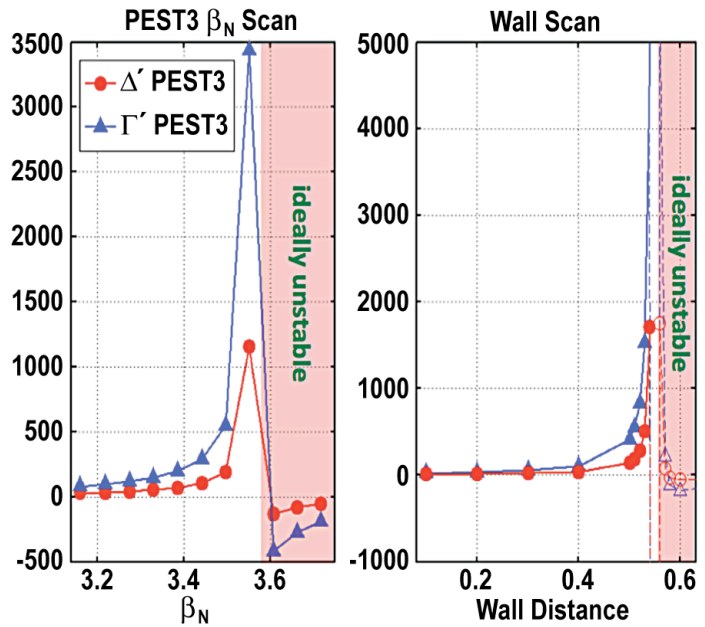 PEST3 β_N Scan
3500
3000
2500
2000
1500
1000
500
0
-500
Δ´ PEST3
Γ´ PEST3
ideally unstable
3.2
3.4
3.6
β_N
Wall Scan
5000
4000
3000
2000
1000
0
-1000
ideally unstable
0.2
0.4
0.6
Wall Distance